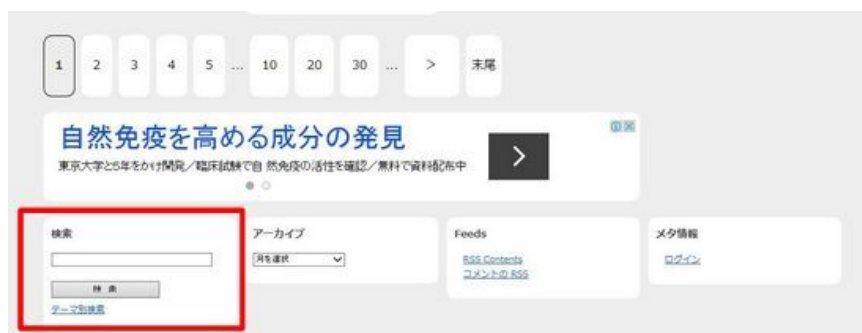 1 2 3 4 5 ... 10 20 30 ... > 末尾
自然免疫を高める成分の発見
東京大学と5年をかけ開発/臨床試験で自 然免疫の活性を確認/無料で資料配布中
検索
検 索
テーマ別検索
アーカイブ
月を選択
Feeds
RSS Contents
コメントの RSS
メタ情報
ログイン